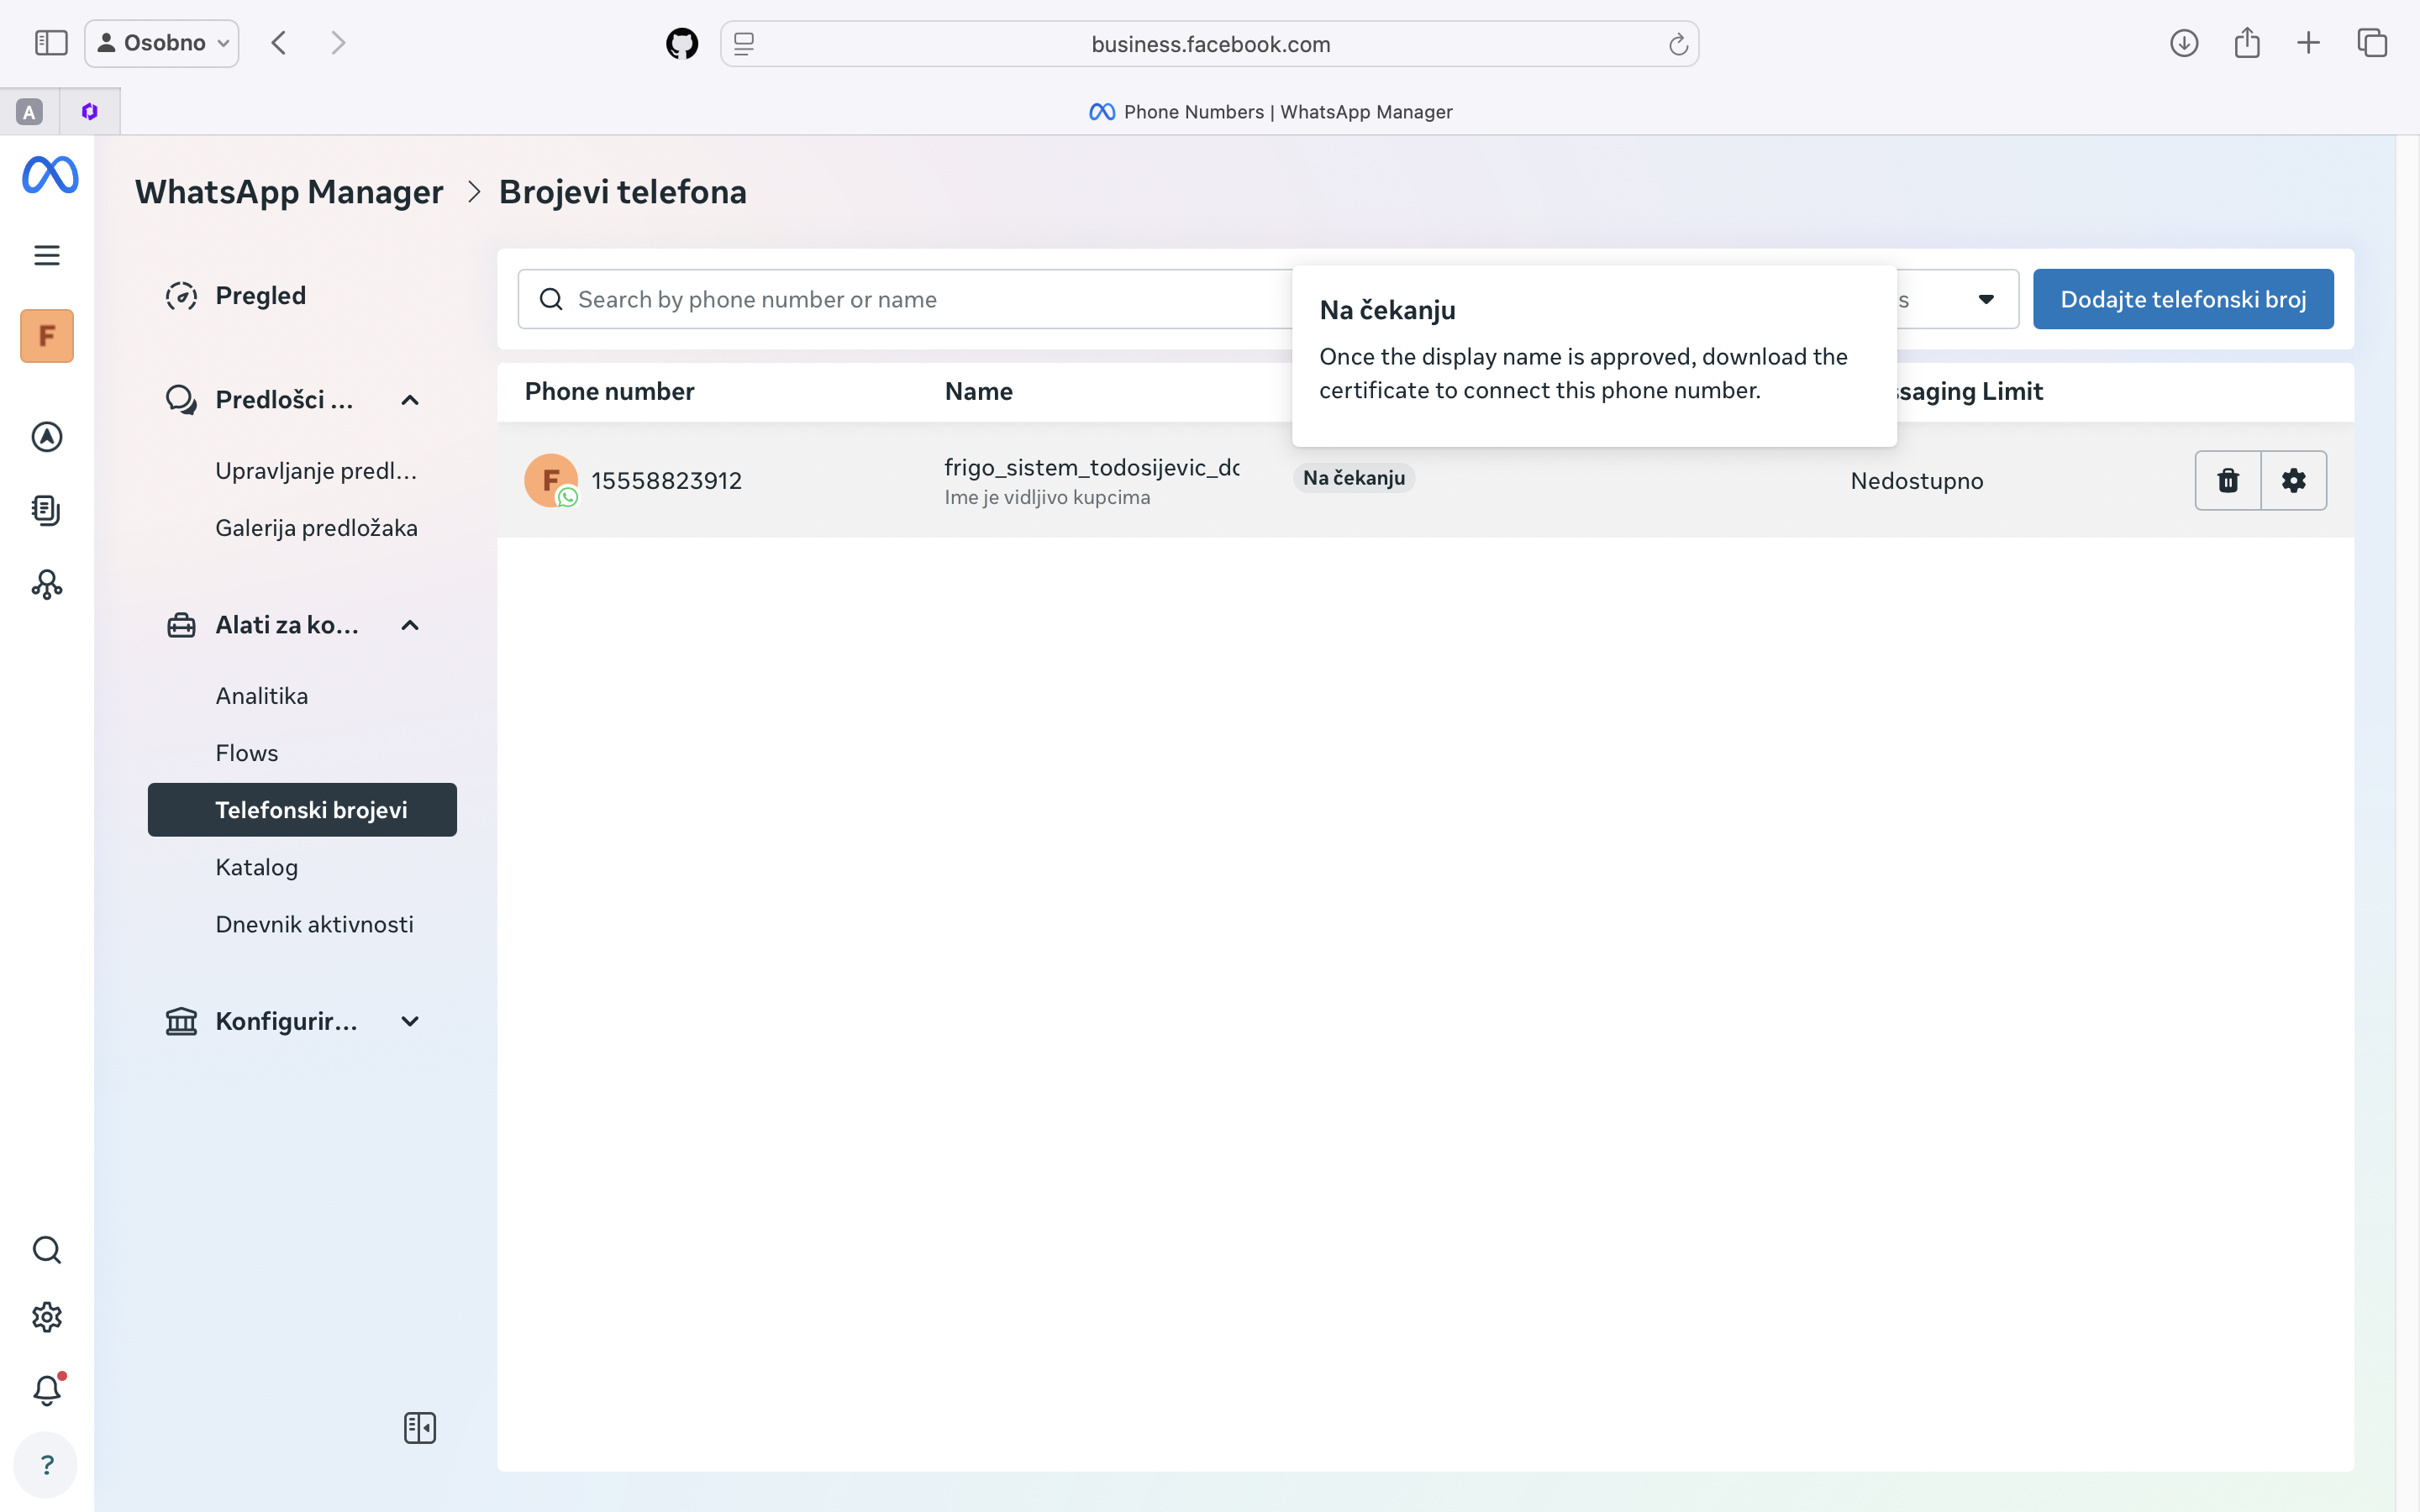 Osobno
business.facebook.com
A
Phone Numbers | WhatsApp Manager
WhatsApp Manager > Brojevi telefona
F
Pregled
Predlošci ...
Upravljanje predl...
Galerija predložaka
Alati za ko...
Analitika
Flows
Telefonski brojevi
Katalog
Dnevnik aktivnosti
Konfigurir...
?
Search by phone number or name
s
Dodajte telefonski broj
Na čekanju
Once the display name is approved, download the
certificate to connect this phone number.
Phone number
Name
ssaging Limit
F
15558823912
frigo_sistem_todosijevic_dc
Ime je vidljivo kupcima
Na čekanju
Nedostupno